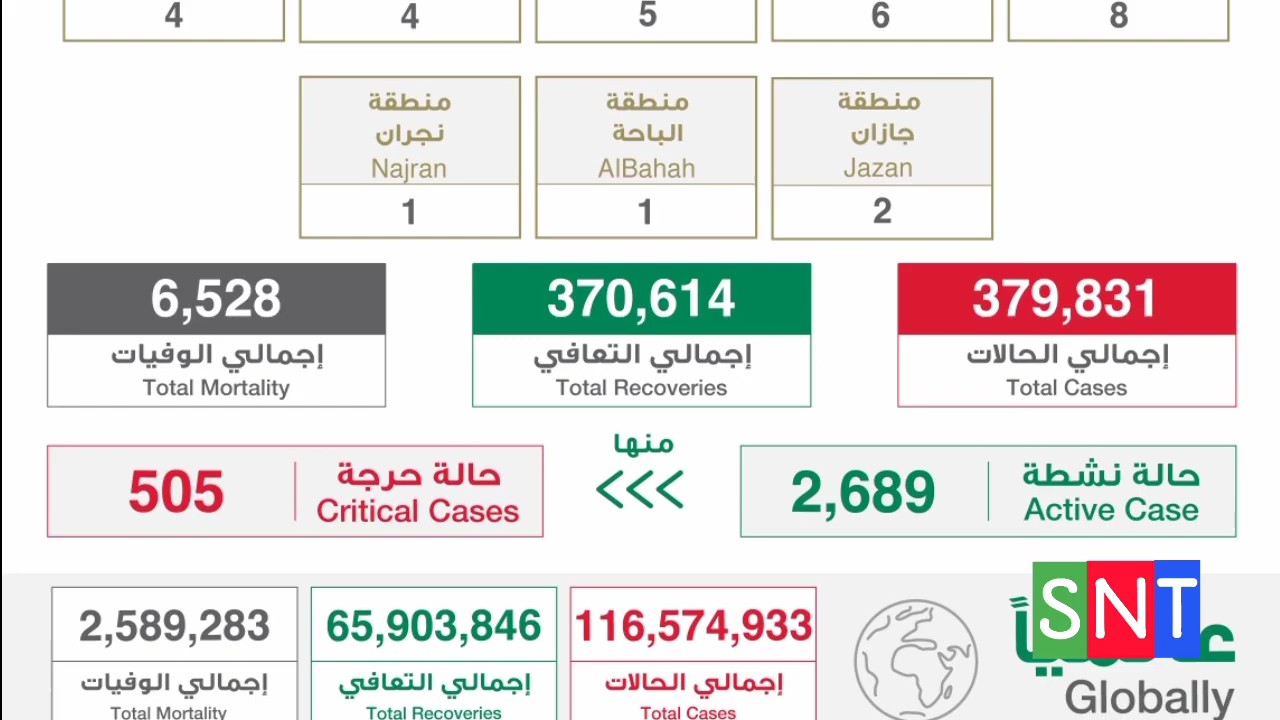 4
4
5
6
8
منطقة
نجران
Najran
1
منطقة
الباحة
AlBahah
1
منطقة
جازان
Jazan
2
6,528
إجمالي الوفيات
Total Mortality
370,614
إجمالي التعافي
Total Recoveries
379,831
إجمالي الحالات
Total Cases
505
حالة حرجة
Critical Cases
منها
2,689
حالة نشطة
Active Case
2,589,283
إجمالي الوفيات
Total Mortality
65,903,846
إجمالي التعافي
Total Recoveries
116,574,933
إجمالي الحالات
Total Cases
SNT
Globally